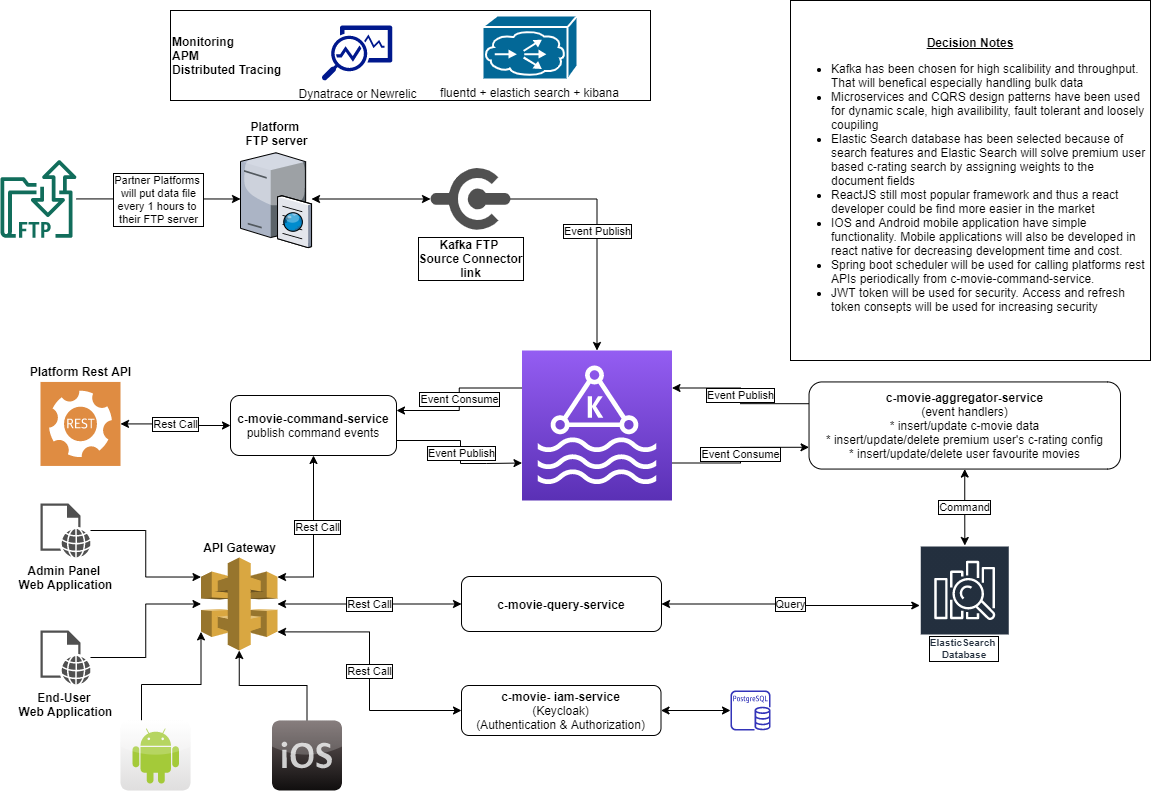 Monitoring
APM
Distributed Tracing
Dynatrace or Newrelic
fluentd + elastich search + kibana
Decision Notes
• Kafka has been chosen for high scalibility and throughput.
That will benefical especially handling bulk data
• Microservices and CQRS design patterns have been used
for dynamic scale, high availibility, fault tolerant and loosely
coupiling
• Elastic Search database has been selected because of
search features and Elastic Search will solve premium user
based c-rating search by assigning weights to the
document fields
• ReactJS still most popular framework and thus a react
developer could be find more easier in the market
• IOS and Android mobile application have simple
functionality. Mobile applications will also be developed in
react native for decreasing development time and cost.
• Spring boot scheduler will be used for calling platforms rest
APIs periodically from c-movie-command-service.
• JWT token will be used for security. Access and refresh
token consepts will be used for increasing security
Platform
FTP server
FTP
Partner Platforms
will put data file
every 1 hours to
their FTP server
Kafka FTP
Source Connector
link
Event Publish
Platform Rest API
REST
Rest Call
c-movie-command-service
publish command events
Event Consume
Event Publish
K
Event Publish
Event Consume
c-movie-aggregator-service
(event handlers)
* insert/update c-movie data
* insert/update/delete premium user's c-rating config
* insert/update/delete user favourite movies
Command
Rest Call
Admin Panel
Web Application
API Gateway
Rest Call
c-movie-query-service
Query
ElasticSearch
Database
End-User
Web Application
Rest Call
c-movie- iam-service
(Keycloak)
(Authentication & Authorization)
PostgreSQL
iOS